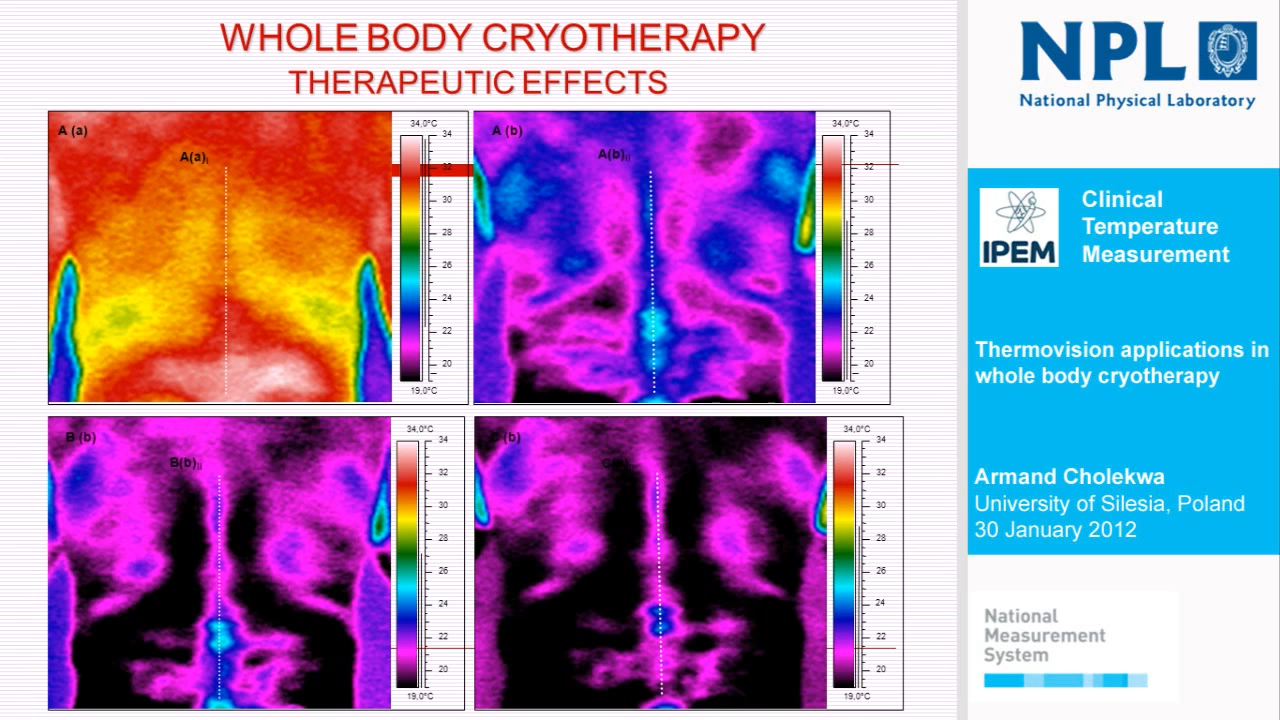 WHOLE BODY CRYOTHERAPY
THERAPEUTIC EFFECTS
A (a)
A(a)I
34,0°C
34
32
30
28
26
24
22
20
19,0°C
A (b)
A(b)II
34,0°C
34
32
30
28
26
24
22
20
19,0°C
B (b)
B(b)II
34,0°C
34
32
30
28
26
24
22
20
19,0°C
(b)
34,0°C
34
32
30
28
26
24
22
20
19,0°C
NPL
National Physical Laboratory
IPEM
Clinical
Temperature
Measurement
Thermovision applications in
whole body cryotherapy
Armand Cholekwa
University of Silesia, Poland
30 January 2012
National
Measurement
System